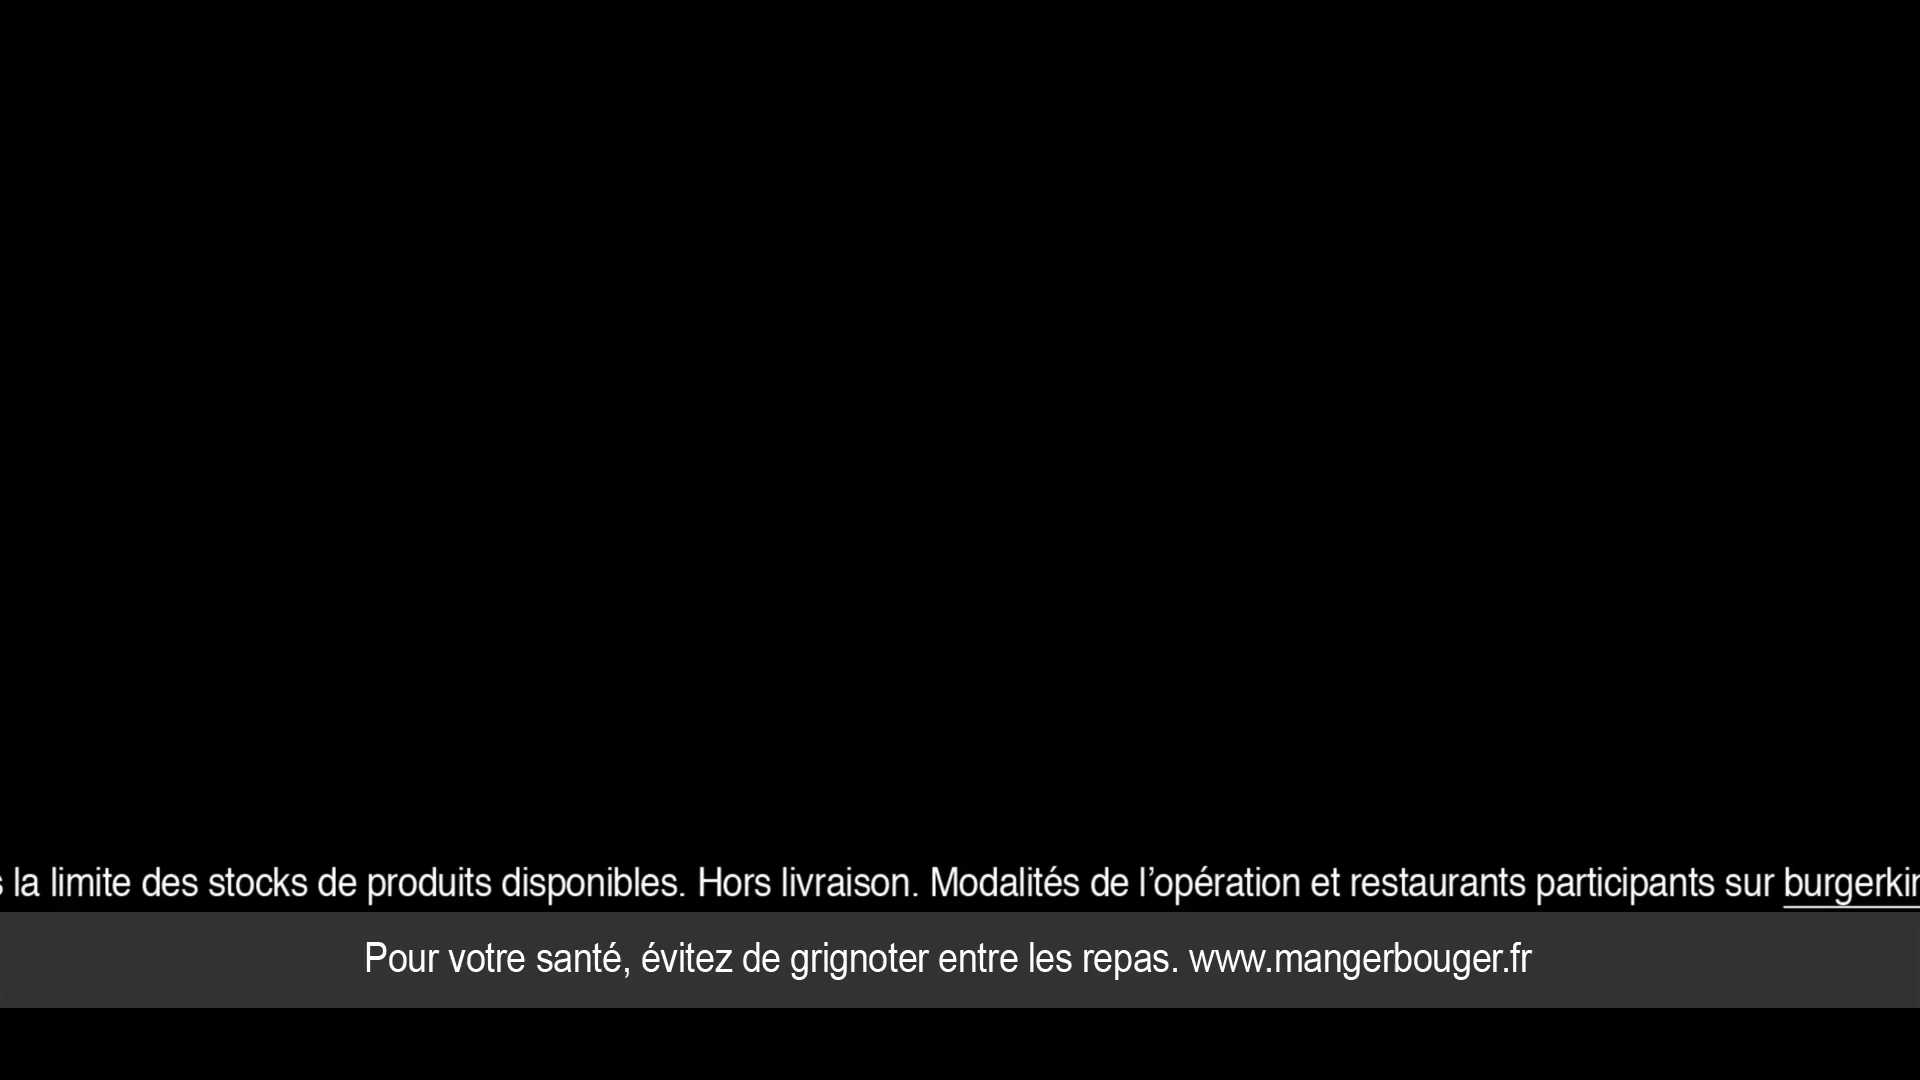 la limite des stocks de produits disponibles. Hors livraison. Modalités de l’opération et restaurants participants sur
Pour votre santé, évitez de grignoter entre les repas. www.mangerbouger.fr